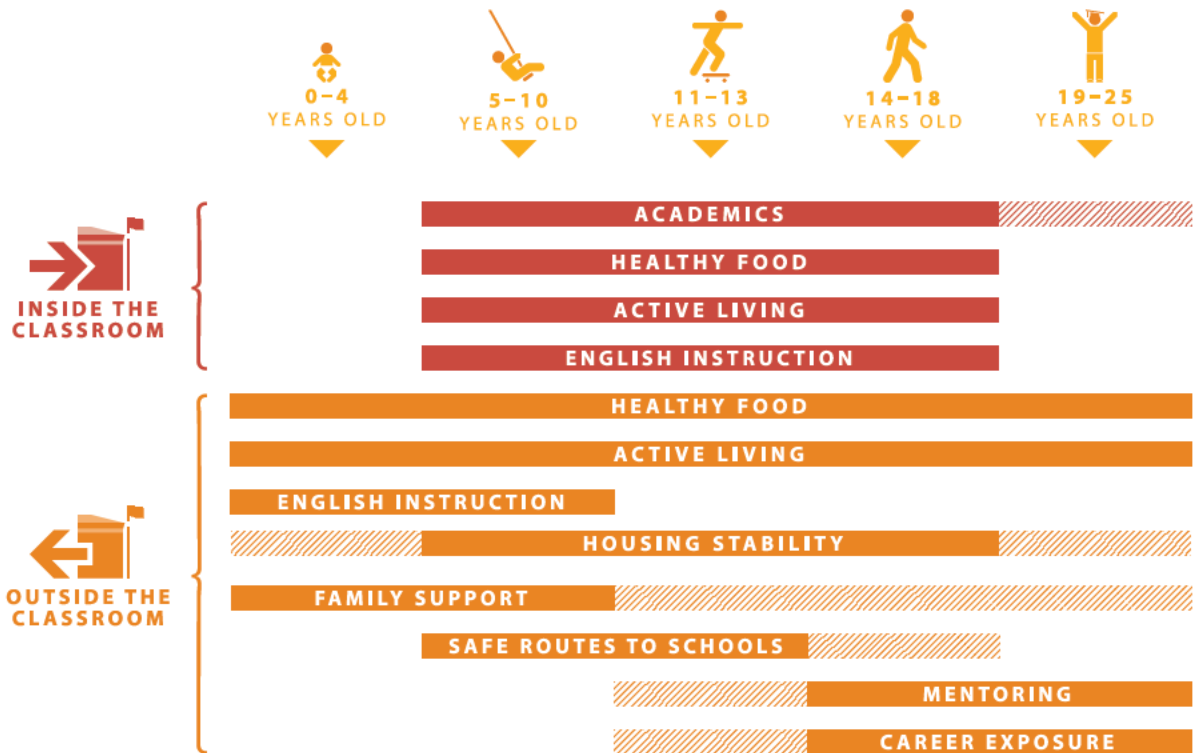 0–4
YEARS OLD
5–10
YEARS OLD
11–13
YEARS OLD
14–18
YEARS OLD
19–25
YEARS OLD
INSIDE THE
CLASSROOM
ACADEMICS
HEALTHY FOOD
ACTIVE LIVING
ENGLISH INSTRUCTION
OUTSIDE THE
CLASSROOM
HEALTHY FOOD
ACTIVE LIVING
ENGLISH INSTRUCTION
HOUSING STABILITY
FAMILY SUPPORT
SAFE ROUTES TO SCHOOLS
MENTORING
CAREER EXPOSURE